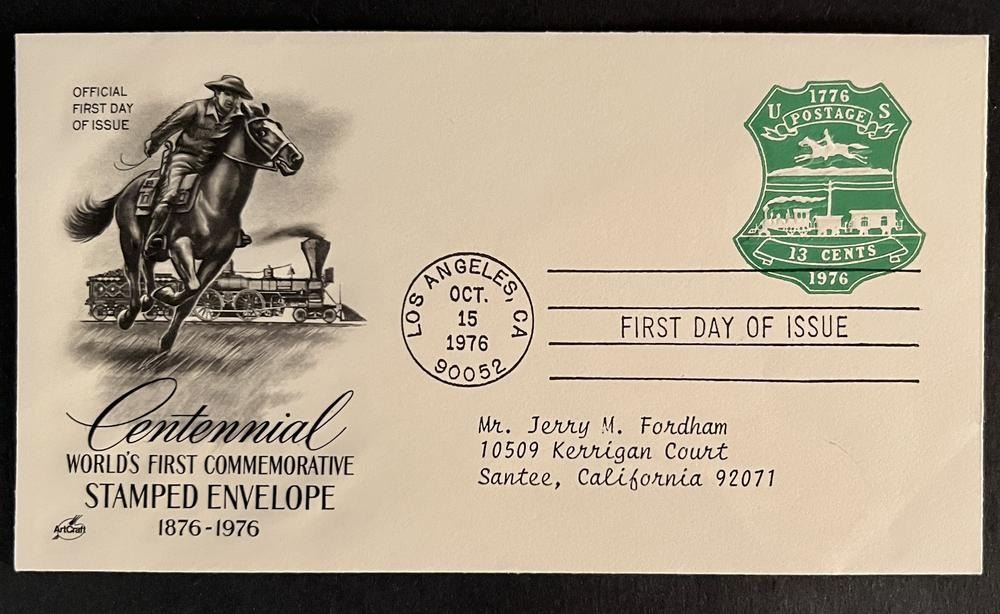 OFFICIAL
FIRST DAY
OF ISSUE
1776
U S
POSTAGE
13 CENTS
1976
LOS ANGELES, CA
OCT.
15
1976
90052
FIRST DAY OF ISSUE
Mr. Jerry M. Fordham
10509 Kerrigan Court
Santee, California 92071
Centennial
WORLD'S FIRST COMMEMORATIVE
STAMPED ENVELOPE
1876-1976
ArtCraft